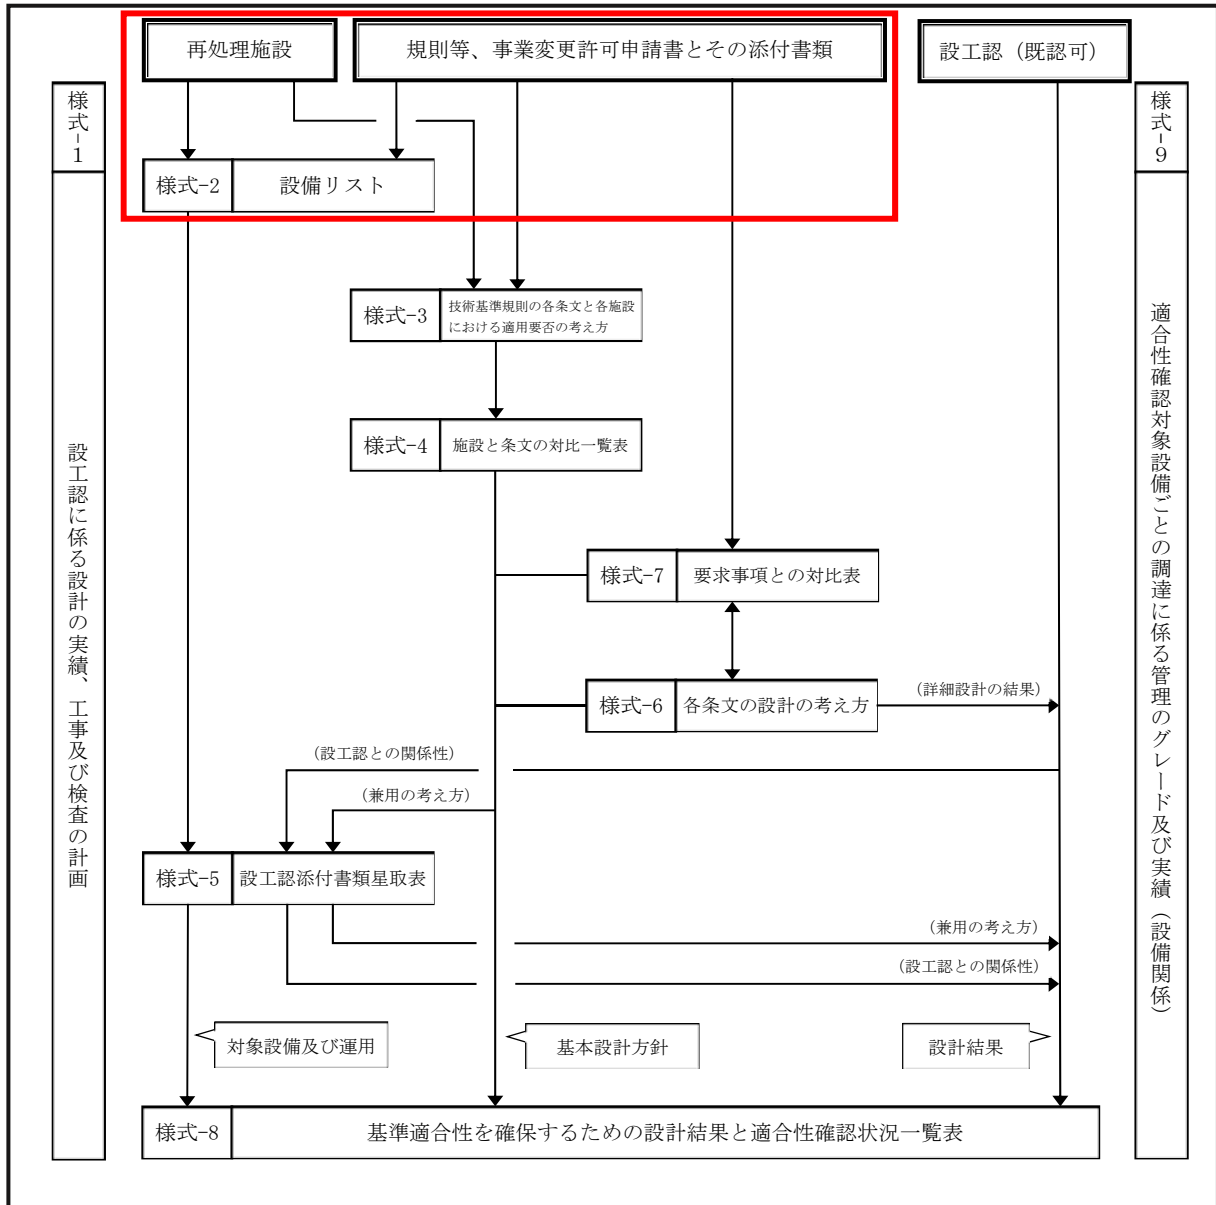 再処理施設
規則等、事業変更許可申請書とその添付書類
設工認（既認可）
様式-1
設工認に係る設計の実績、工事及び検査の計画
様式-9
適合性確認対象設備ごとの調達に係る管理のグレード及び実績（設備関係）
様式-2
設備リスト
様式-3
技術基準規則の各条文と各施設
における適用要否の考え方
様式-4
施設と条文の対比一覧表
様式-7
要求事項との対比表
様式-6
各条文の設計の考え方
（詳細設計の結果）
（設工認との関係性）
（兼用の考え方）
様式-5
設工認添付書類星取表
（兼用の考え方）
（設工認との関係性）
対象設備及び運用
基本設計方針
設計結果
様式-8
基準適合性を確保するための設計結果と適合性確認状況一覧表